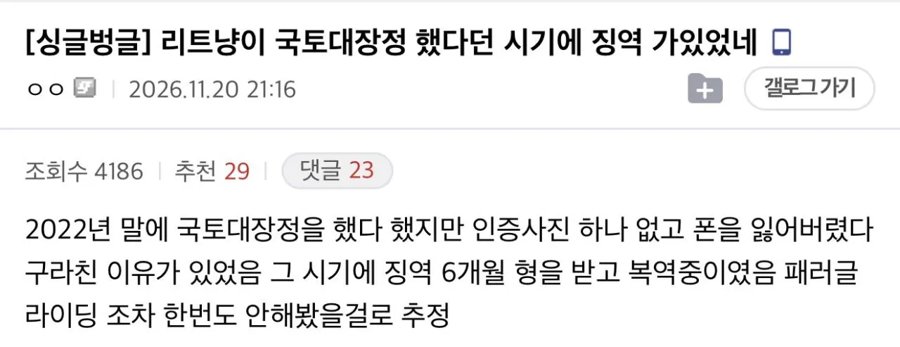 [싱글벙글] 리트냥이 국토대장정 했다던 시기에 징역 가있었네
ㅇㅇ 2026.11.20 21:16
갤로그 가기
조회수 4186 추천 29 댓글 23
2022년 말에 국토대장정을 했다 했지만 인증사진 하나 없고 폰을 잃어버렸다
구라친 이유가 있었음 그 시기에 징역 6개월 형을 받고 복역중이였음 패러글
라이딩 조차 한번도 안해봤을걸로 추정